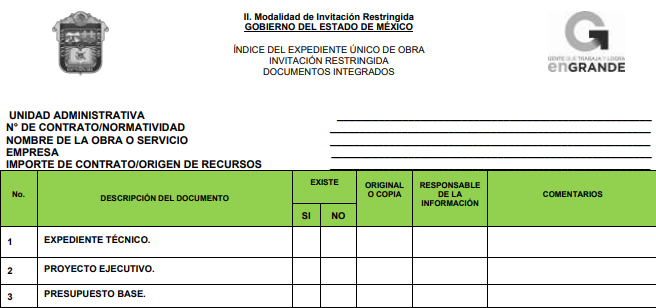 II. Modalidad de Invitación Restringida
GOBIERNO DEL ESTADO DE MÉXICO
ÍNDICE DEL EXPEDIENTE ÚNICO DE OBRA
INVITACIÓN RESTRINGIDA
DOCUMENTOS INTEGRADOS
GENTE QUE TRABAJA Y LOGRA
enGRANDE
UNIDAD ADMINISTRATIVA
N° DE CONTRATO/NORMATIVIDAD
NOMBRE DE LA OBRA O SERVICIO
EMPRESA
IMPORTE DE CONTRATO/ORIGEN DE RECURSOS
No. DESCRIPCIÓN DEL DOCUMENTO EXISTE ORIGINAL O COPIA RESPONSABLE DE LA INFORMACIÓN COMENTARIOS
SI NO
1 EXPEDIENTE TÉCNICO.
2 PROYECTO EJECUTIVO.
3 PRESUPUESTO BASE.